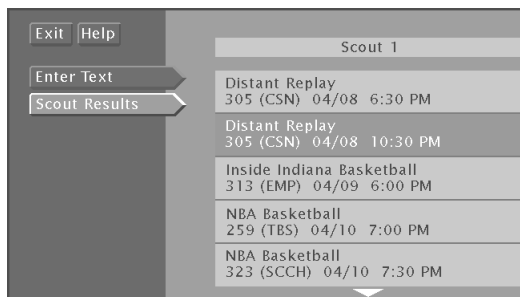 Exit Help
Enter Text
Scout Results
Scout 1
Distant Replay
305 (CSN) 04/08 6:30 PM
Distant Replay
305 (CSN) 04/08 10:30 PM
Inside Indiana Basketball
313 (EMP) 04/09 6:00 PM
NBA Basketball
259 (TBS) 04/10 7:00 PM
NBA Basketball
323 (SCCH) 04/10 7:30 PM